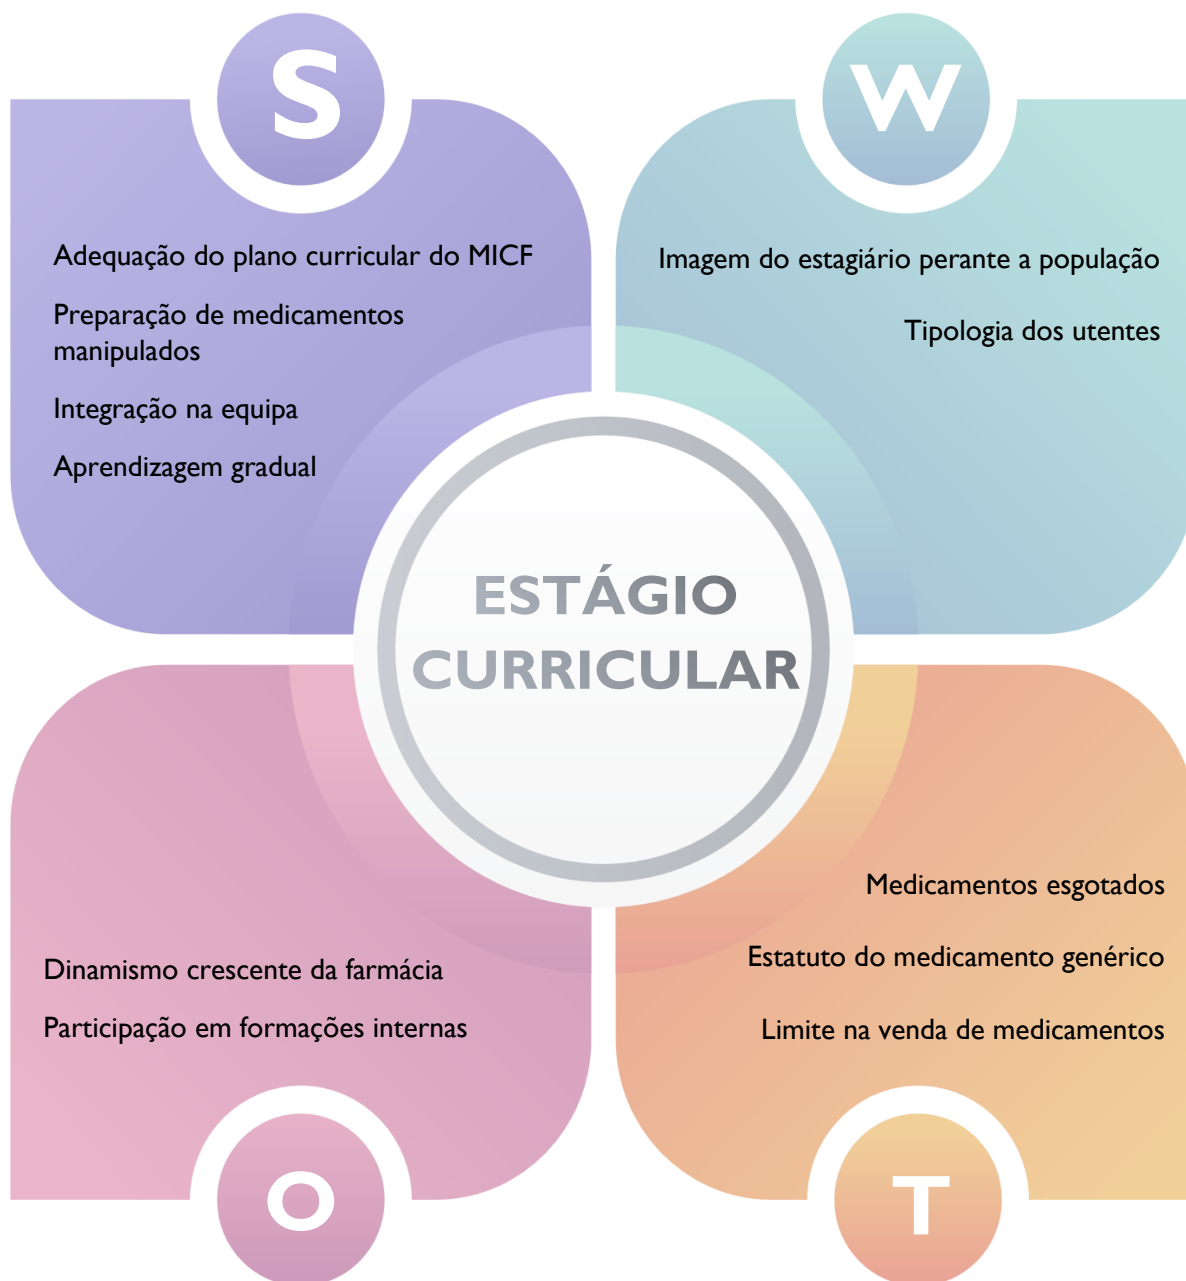 S
Adequação do plano curricular do MICF
Preparação de medicamentos
manipulados
Integração na equipa
Aprendizagem gradual
W
Imagem do estagiário perante a população
Tipologia dos utentes
ESTÁGIO
CURRICULAR
Dinamismo crescente da farmácia
Participação em formações internas
O
Medicamentos esgotados
Estatuto do medicamento genérico
Limite na venda de medicamentos
T